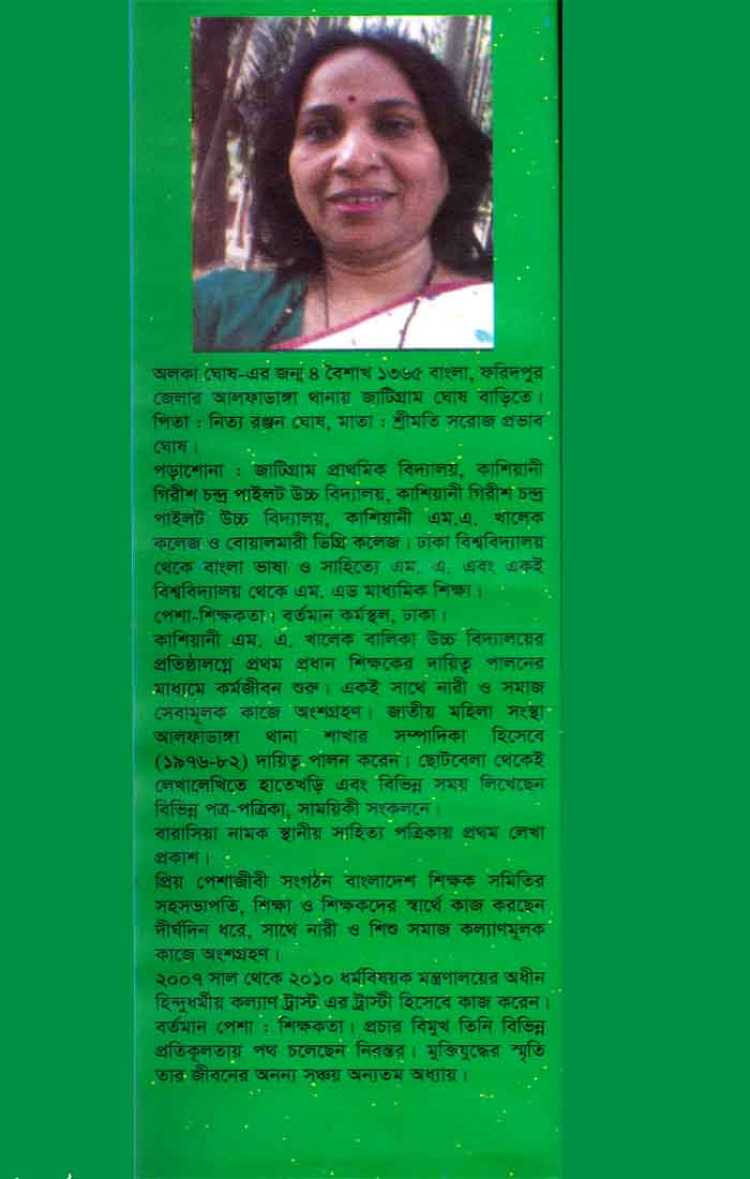 অলকা ঘোষ-এর জন্ম ৪ বৈশাখ ১৩৬৫ বাংলা, ফরিদপুর
জেলার আলফাডাঙ্গা থানায় জাটিগ্রাম ঘোষ বাড়িতে।
পিতা : নিত্য রঞ্জন ঘোষ, মাতা : শ্রীমতি সরোজ প্রভাব
ঘোষ।
পড়াশোনা : জাটিগ্রাম প্রাথমিক বিদ্যালয়, কাশিয়ানী
গিরীশ চন্দ্র পাইলট উচ্চ বিদ্যালয়, কাশিয়ানী গিরীশ চন্দ্র
পাইলট উচ্চ বিদ্যালয়, কাশিয়ানী এম.এ. খালেক
কলেজ ও বোয়ালমারী ডিগ্রি কলেজ। ঢাকা বিশ্ববিদ্যালয়
থেকে বাংলা ভাষা ও সাহিত্যে এম. এ. এবং একই
বিশ্ববিদ্যালয় থেকে এম. এড মাধ্যমিক শিক্ষা।
পেশা-শিক্ষকতা। বর্তমান কর্মস্থল, ঢাকা।
কাশিয়ানী এম. এ. খালেক বালিকা উচ্চ বিদ্যালয়ের
প্রতিষ্ঠালগ্নে প্রথম প্রধান শিক্ষকের দায়িত্ব পালনের
মাধ্যমে কর্মজীবন শুরু। একই সাথে নারী ও সমাজ
সেবামূলক কাজে অংশগ্রহণ। জাতীয় মহিলা সংস্থা
আলফাডাঙ্গা থানা শাখার সম্পাদিকা হিসেবে
(১৯৭৬-৮২) দায়িত্ব পালন করেন। ছোটবেলা থেকেই
লেখালেখিতে হাতেখড়ি এবং বিভিন্ন সময় লিখেছেন
বিভিন্ন পত্র-পত্রিকা, সাময়িকী সংকলনে।
বারাসিয়া নামক স্থানীয় সাহিত্য পত্রিকায় প্রথম লেখা
প্রকাশ।
প্রিয় পেশাজীবী সংগঠন বাংলাদেশ শিক্ষক সমিতির
সহসভাপতি, শিক্ষা ও শিক্ষকদের স্বার্থে কাজ করছেন
দীর্ঘদিন ধরে, সাথে নারী ও শিশু সমাজ কল্যাণমূলক
কাজে অংশগ্রহণ।
২০০৭ সাল থেকে ২০১০ ধর্মবিষয়ক মন্ত্রণালয়ের অধীন
হিন্দুধর্মীয় কল্যাণ ট্রাস্ট এর ট্রাস্টী হিসেবে কাজ করেন।
বর্তমান পেশা : শিক্ষকতা। প্রচার বিমুখ তিনি বিভিন্ন
প্রতিকূলতায় পথ চলেছেন নিরন্তর। মুক্তিযুদ্ধের স্মৃতি
তার জীবনের অনন্য সঞ্চয় অন্যতম অধ্যায়।